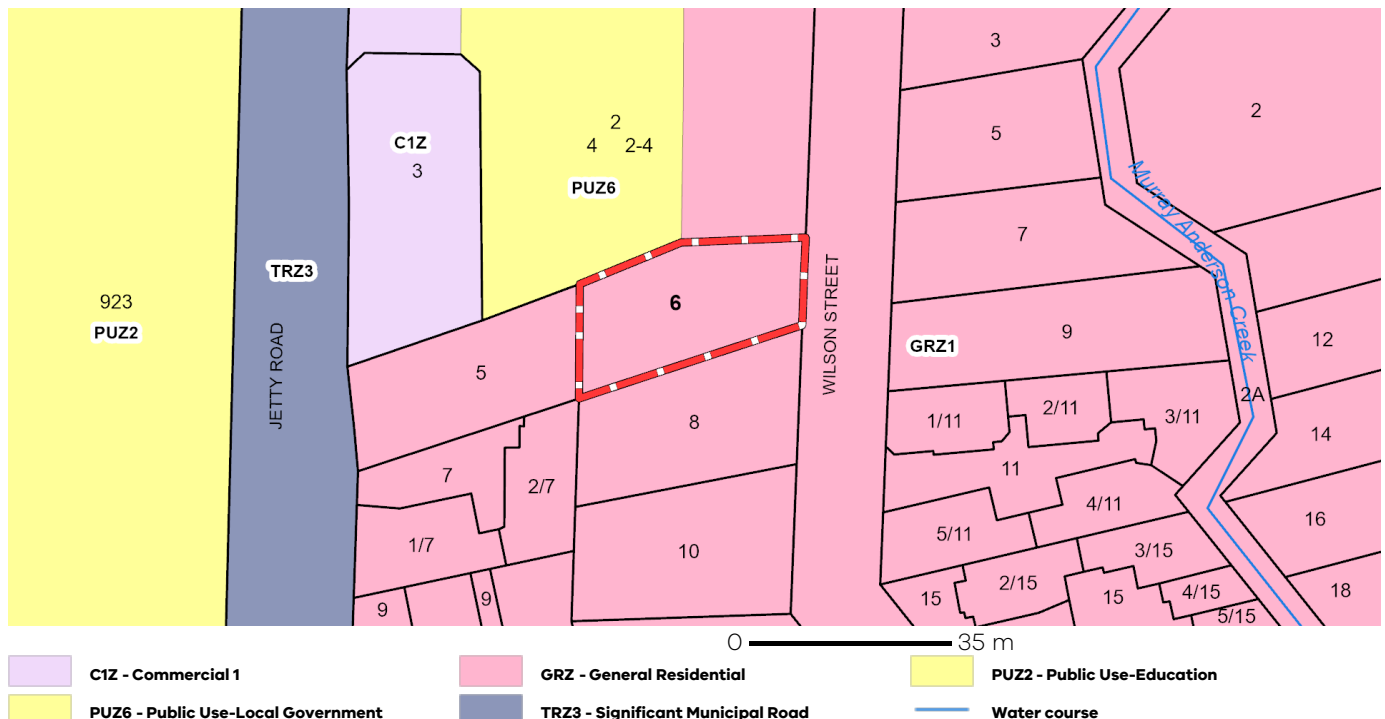 3
2
5
2
4 2-4
C1Z
3
PUZ6
Murray Anderson Creek
7
TRZ3
923
PUZ2
6
WILSON STREET
JETTY ROAD
9
GRZ1
12
5
2A
8
1/11
2/11
3/11
14
7
2/7
11
4/11
16
5/11
1/7
10
3/15
2/15
4/15
18
9
9
15
15
5/15
0 35 m
C1Z - Commercial 1
GRZ - General Residential
PUZ2 - Public Use-Education
PUZ6 - Public Use-Local Government
TRZ3 - Significant Municipal Road
Water course